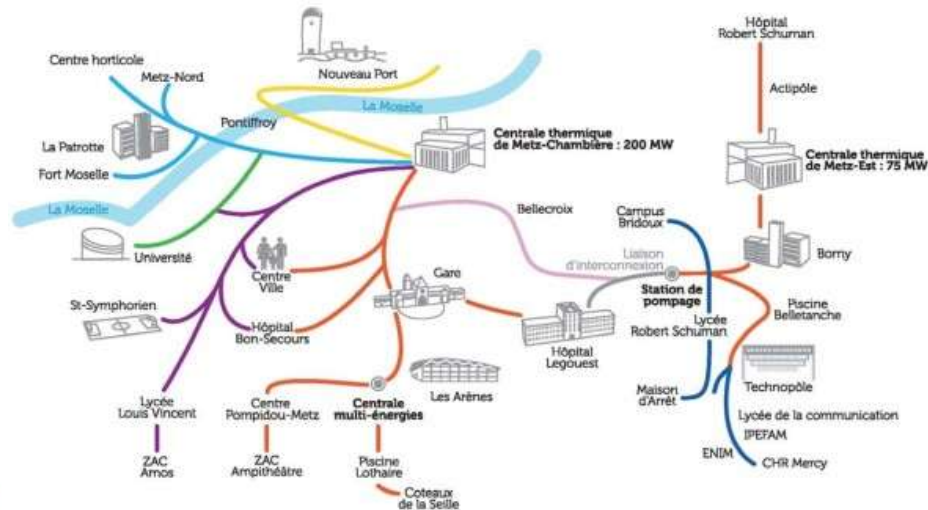 Hôpital
Robert Schuman
Centre horticole
Metz-Nord
Nouveau Port
Actipôle
La Moselle
Pontiffroy
La Patrotte
Centrale thermique
de Metz-Chambière : 200 MW
Centrale thermique
de Metz-Est : 75 MW
Fort Moselle
La Moselle
Bellecroix
Campus
Bridoux
Université
Borny
Liaison
d'interconnexion
Centre
Ville
Gare
Station de
pompage
St-Symphorien
Piscine
Belletanche
Hôpital
Bon-Secours
Lycée
Robert Schuman
Hôpital
Legouest
Les Arènes
Maison
d'Arrêt
Technopôle
Lycée
Louis Vincent
Centre
Pompidou-Metz
Centrale
multi-énergies
Lycée de la communication
IPEFAM
ENIM
CHR Mercy
ZAC
Amos
ZAC
Ampithéâtre
Piscine
Lothaire
Coteaux
de la Seille